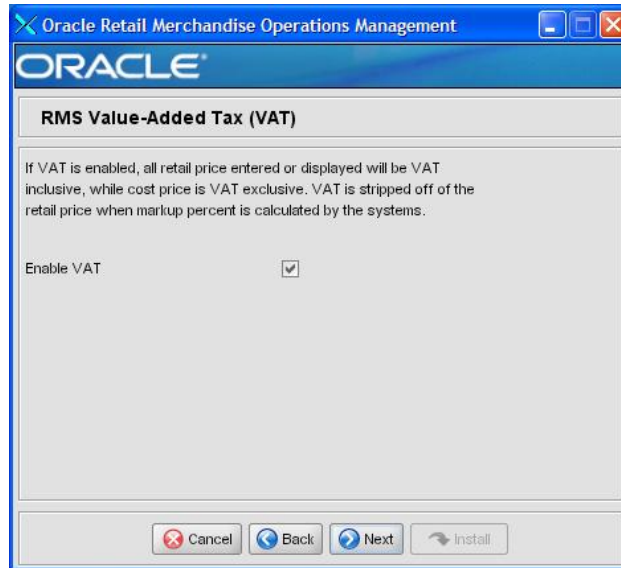 Oracle Retail Merchandise Operations Management
ORACLE®
RMS Value-Added Tax (VAT)
If VAT is enabled, all retail price entered or displayed will be VAT
inclusive, while cost price is VAT exclusive. VAT is stripped off of the
retail price when markup percent is calculated by the systems.
Enable VAT
Cancel Back Next Install